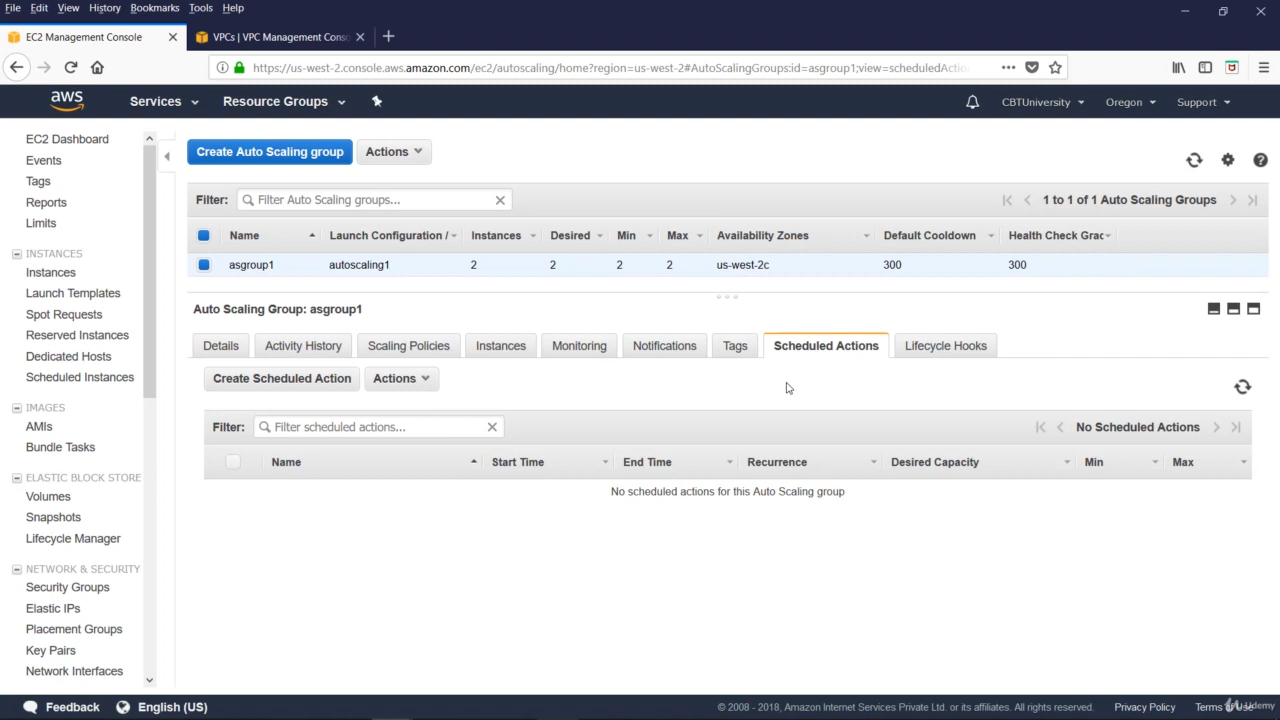 File Edit View History Bookmarks Tools Help
EC2 Management Console
VPCs | VPC Management Cons
https://us-west-2.console.aws.amazon.com/ec2/autoscaling/home?region=us-west-2#AutoScalingGroups:id=asgroup1;view=scheduledActio
aws Services Resource Groups CBTUniversity Oregon Support
EC2 Dashboard
Events
Tags
Reports
Limits
INSTANCES
Instances
Launch Templates
Spot Requests
Reserved Instances
Dedicated Hosts
Scheduled Instances
IMAGES
AMIs
Bundle Tasks
ELASTIC BLOCK STORE
Volumes
Snapshots
Lifecycle Manager
NETWORK & SECURITY
Security Groups
Elastic IPs
Placement Groups
Key Pairs
Network Interfaces
Create Auto Scaling group Actions
Filter: Filter Auto Scaling groups... 1 to 1 of 1 Auto Scaling Groups
Name Launch Configuration / Instances Desired Min Max Availability Zones Default Cooldown Health Check Grac
asgroup1 autoscaling1 2 2 2 2 us-west-2c 300 300
Auto Scaling Group: asgroup1
Details Activity History Scaling Policies Instances Monitoring Notifications Tags Scheduled Actions Lifecycle Hooks
Create Scheduled Action Actions
Filter: Filter scheduled actions... No Scheduled Actions
Name Start Time End Time Recurrence Desired Capacity Min Max
No scheduled actions for this Auto Scaling group
Feedback English (US) © 2008 - 2018, Amazon Internet Services Private Ltd. or its affiliates. All rights reserved. Privacy Policy Terms of Use
Udemy